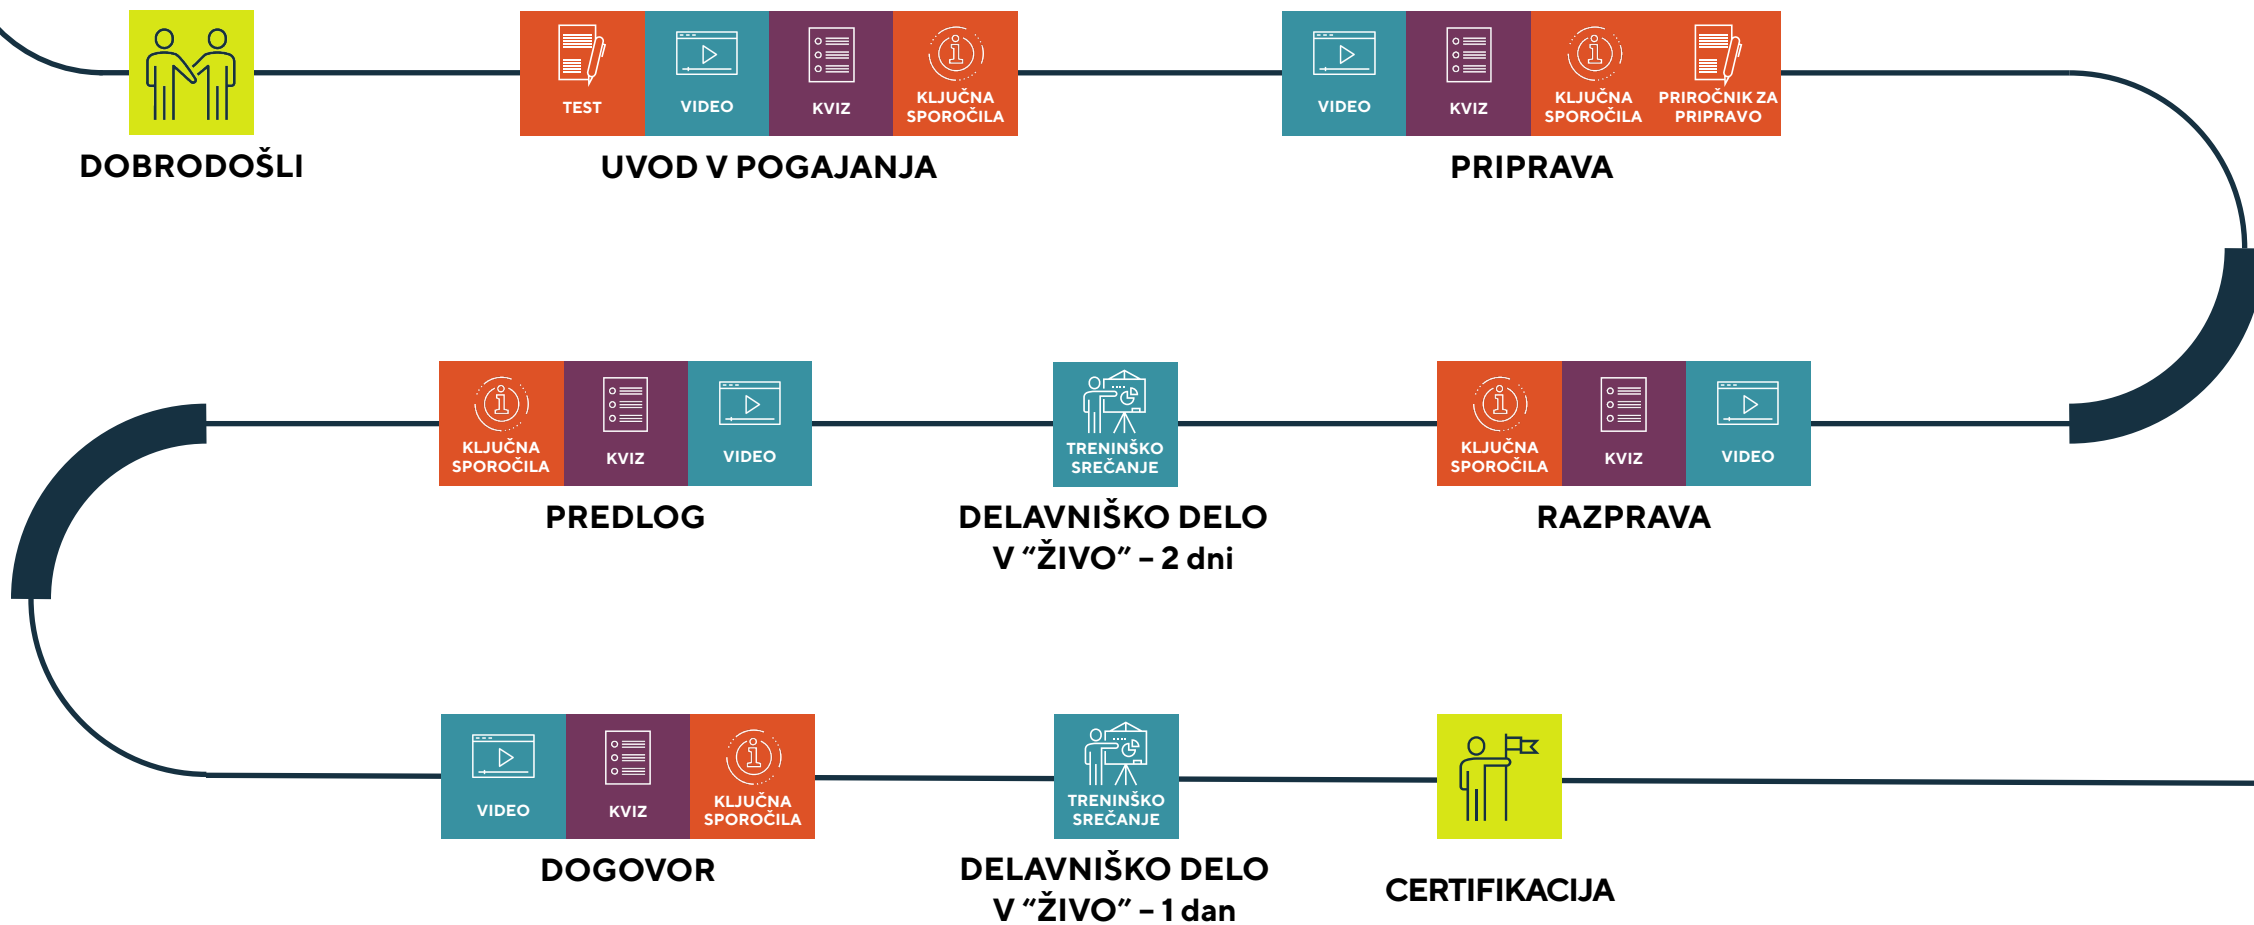 TEST
VIDEO
KVIZ
KLJUČNA
SPOROČILA
VIDEO
KVIZ
KLJUČNA
SPOROČILA
PRIROČNIK ZA
PRIPRAVO
DOBRODOŠLI
UVOD V POGAJANJA
PRIPRAVA
KLJUČNA
SPOROČILA
KVIZ
VIDEO
TRENINŠKO
SREČANJE
KLJUČNA
SPOROČILA
KVIZ
VIDEO
PREDLOG
DELAVNIŠKO DELO
V “ŽIVO” – 2 dni
RAZPRAVA
VIDEO
KVIZ
KLJUČNA
SPOROČILA
TRENINŠKO
SREČANJE
DOGOVOR
DELAVNIŠKO DELO
V “ŽIVO” – 1 dan
CERTIFIKACIJA